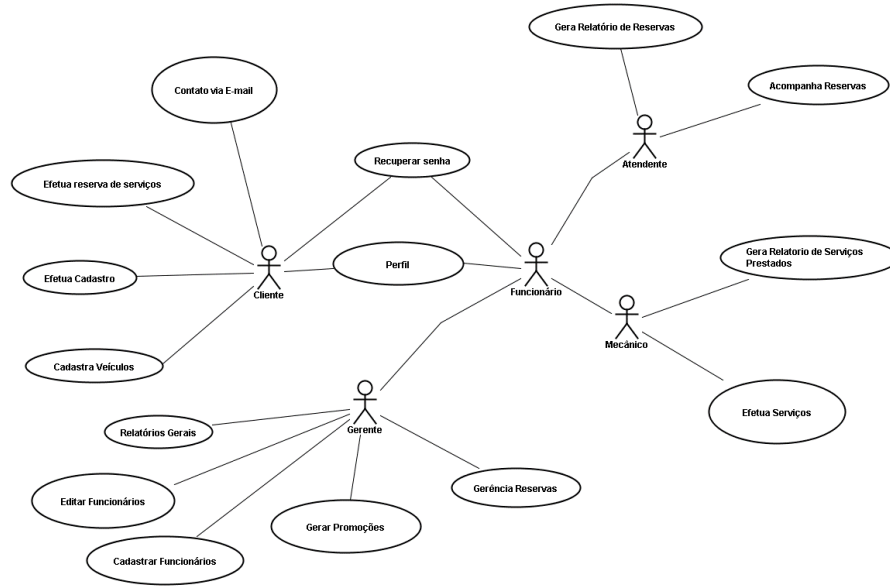 Gera Relatório de Reservas
Contato via E-mail
Acompanha Reservas
Recuperar senha
Atendente
Efetua reserva de serviços
Gera Relatorio de Serviços
Prestados
Perfil
Efetua Cadastro
Cliente
Funcionário
Mecânico
Cadastra Veículos
Efetua Serviços
Relatórios Gerais
Gerente
Gerência Reservas
Editar Funcionários
Gerar Promoções
Cadastrar Funcionários